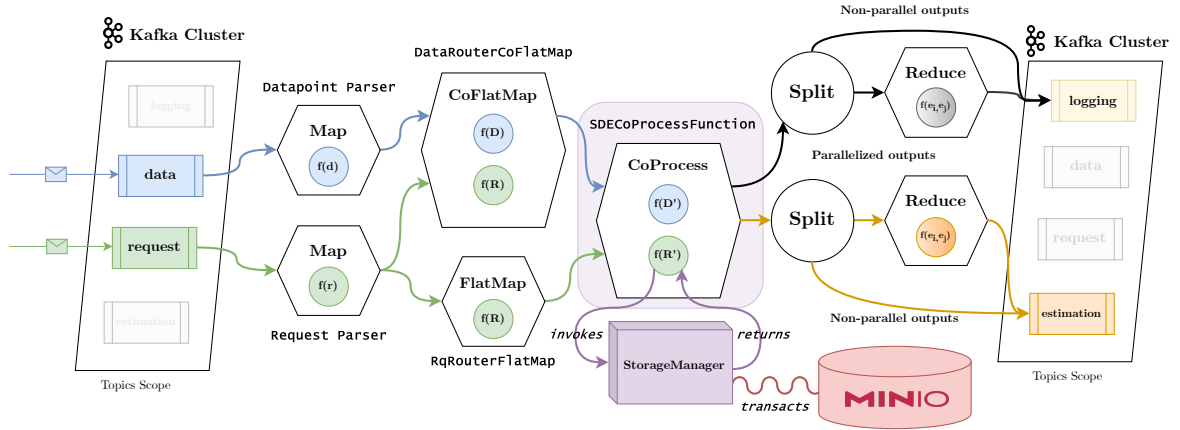 Kafka Cluster
logging
data
request
estimation
Topics Scope
Datapoint Parser
Map
f(d)
Map
f(r)
Request Parser
DataRouterCoFlatMap
CoFlatMap
f(D)
f(R)
FlatMap
f(R)
RqRouterFlatMap
SDECoProcessFunction
CoProcess
f(D')
f(R')
invokes
returns
StorageManager
transacts
MINIO
Non-parallel outputs
Split
Reduce
f(ei,ej)
Parallelized outputs
Split
Reduce
f(ei,ej)
Non-parallel outputs
Kafka Cluster
logging
data
request
estimation
Topics Scope